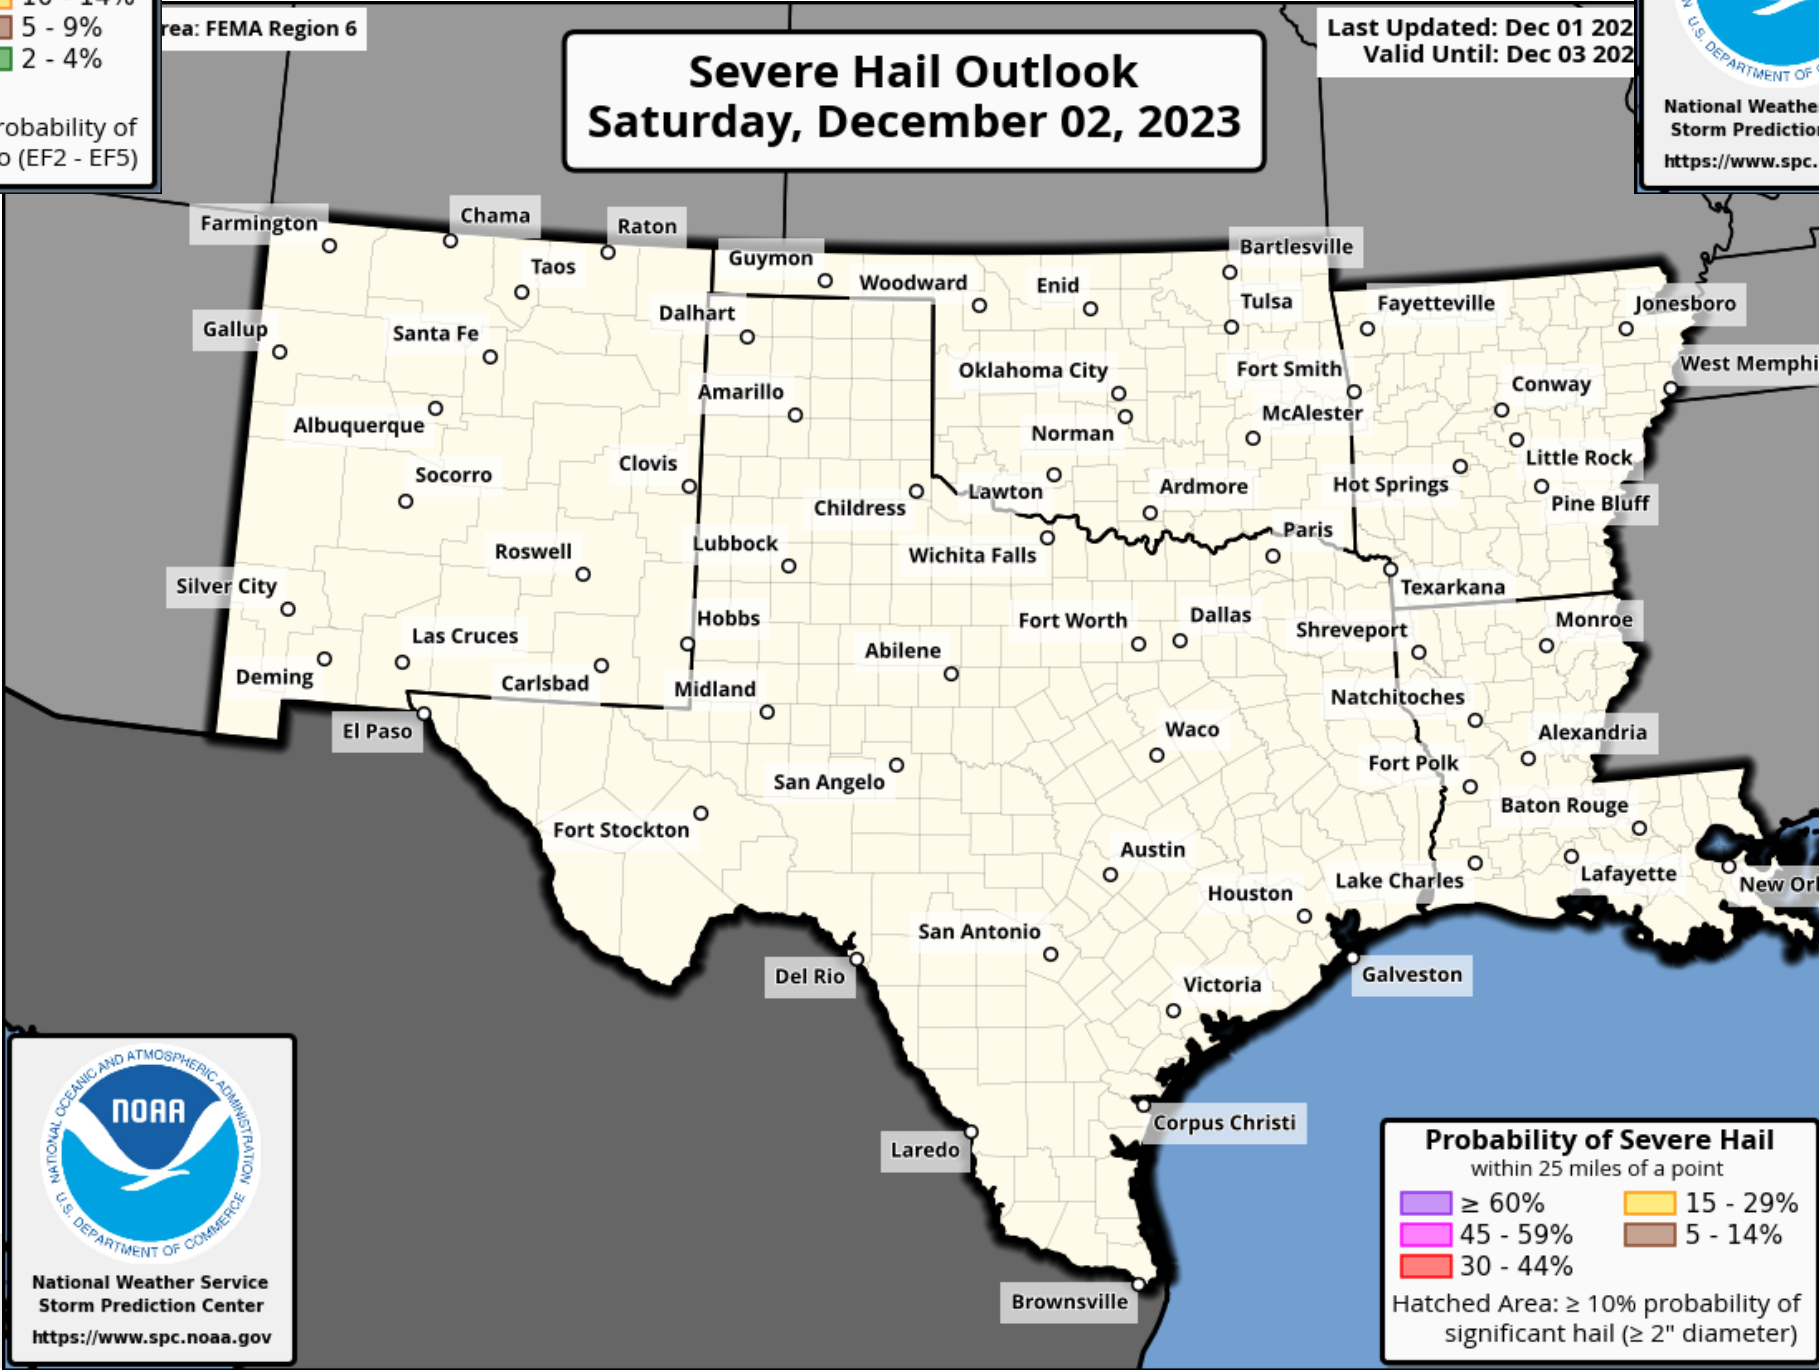 5 - 9%
2 - 4%
robability of
o (EF2 - EF5)
rea: FEMA Region 6
Severe Hail Outlook
Saturday, December 02, 2023
Last Updated: Dec 01 202
Valid Until: Dec 03 202
U.S. DEPARTMENT OF
National Weathe
Storm Prediction
https://www.spc.
Farmington
Chama
Raton
Taos
Guymon
Woodward
Enid
Bartlesville
Tulsa
Fayetteville
Jonesboro
Gallup
Santa Fe
Dalhart
West Memphi
Oklahoma City
Fort Smith
Conway
Amarillo
Albuquerque
McAlester
Norman
Little Rock
Clovis
Socorro
Lawton
Ardmore
Hot Springs
Pine Bluff
Childress
Paris
Roswell
Lubbock
Wichita Falls
Silver City
Texarkana
Hobbs
Fort Worth
Dallas
Shreveport
Monroe
Las Cruces
Abilene
Deming
Carlsbad
Midland
Natchitoches
El Paso
Waco
Alexandria
San Angelo
Fort Polk
Baton Rouge
Fort Stockton
Austin
Houston
Lake Charles
Lafayette
New Orl
San Antonio
Del Rio
Victoria
Galveston
Corpus Christi
Laredo
Brownsville
NATIONAL OCEANIC AND ATMOSPHERIC ADMINISTRATION
NOAA
U.S. DEPARTMENT OF COMMERCE
National Weather Service
Storm Prediction Center
https://www.spc.noaa.gov
Probability of Severe Hail
within 25 miles of a point
≥ 60% 15 - 29%
45 - 59% 5 - 14%
30 - 44%
Hatched Area: ≥ 10% probability of
significant hail (≥ 2" diameter)